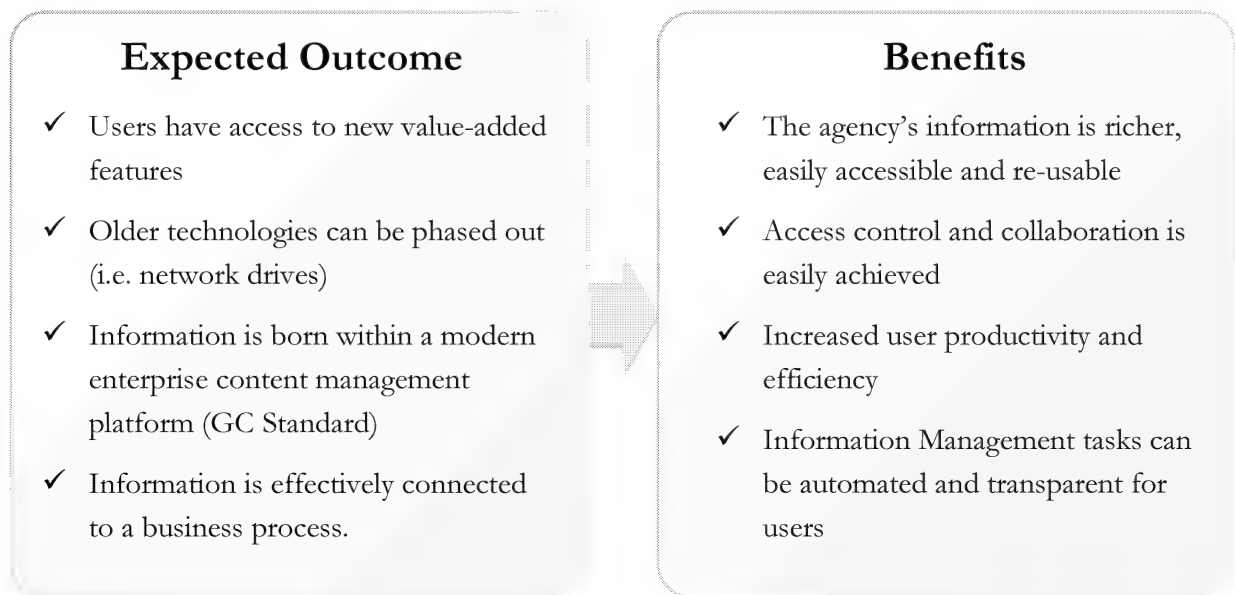 Expected Outcome
✓ Users have access to new value-added
features
✓ Older technologies can be phased out
(i.e. network drives)
✓ Information is born within a modern
enterprise content management
platform (GC Standard)
✓ Information is effectively connected
to a business process.
Benefits
✓ The agency’s information is richer,
easily accessible and re-usable
✓ Access control and collaboration is
easily achieved
✓ Increased user productivity and
efficiency
✓ Information Management tasks can
be automated and transparent for
users